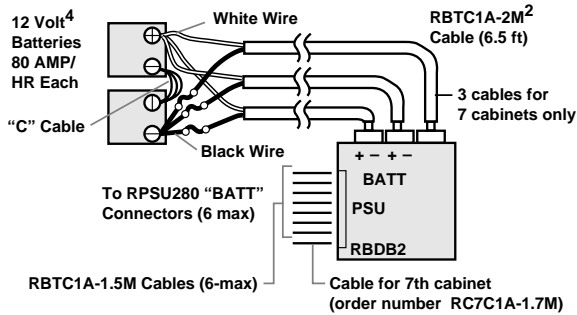 12 Volt4
Batteries
80 AMP/
HR Each
White Wire
RBTC1A-2M2
Cable (6.5 ft)
"C" Cable
3 cables for
7 cabinets only
Black Wire
+ – + –
BATT
To RPSU280 "BATT"
Connectors (6 max)
PSU
RBDB2
RBTC1A-1.5M Cables (6-max)
Cable for 7th cabinet
(order number RC7C1A-1.7M)